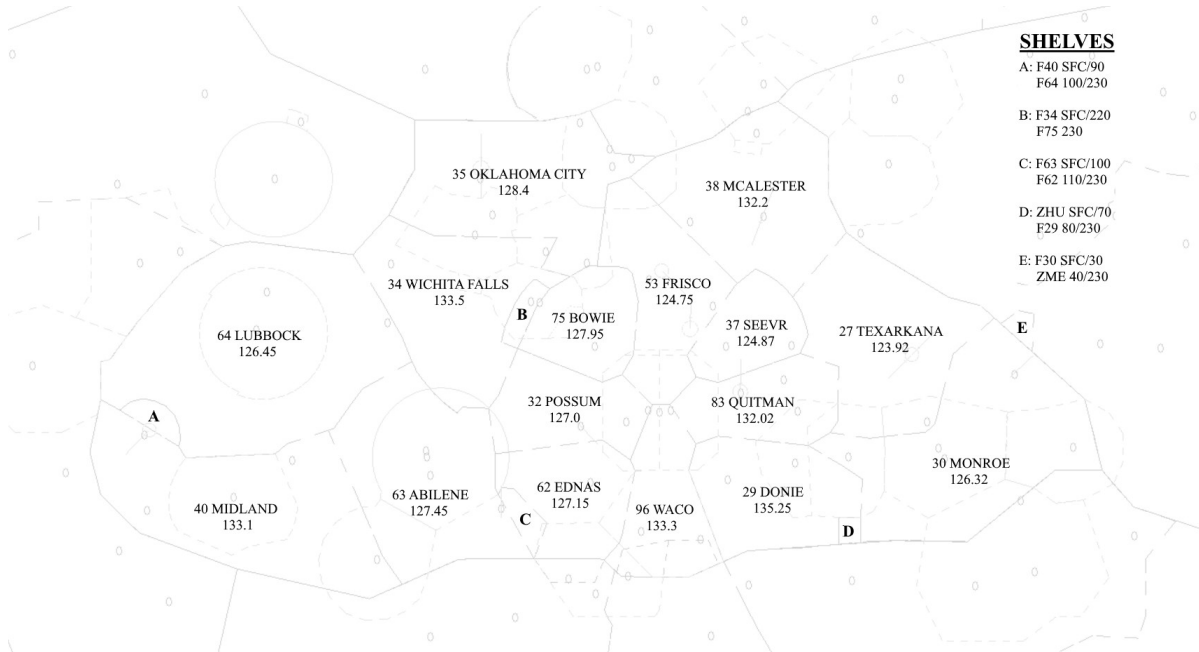 SHELVES
A: F40 SFC/90
F64 100/230
B: F34 SFC/220
F75 230
C: F63 SFC/100
F62 110/230
D: ZHU SFC/70
F29 80/230
E: F30 SFC/30
ZME 40/230
35 OKLAHOMA CITY
128.4
38 MCALESTER
132.2
34 WICHITA FALLS
133.5
53 FRISCO
124.75
B
75 BOWIE
127.95
37 SEEVR
124.87
27 TEXARKANA
123.92
E
64 LUBBOCK
126.45
A
32 POSSUM
127.0
83 QUITMAN
132.02
30 MONROE
126.32
40 MIDLAND
133.1
63 ABILENE
127.45
C
62 EDNAS
127.15
96 WACO
133.3
29 DONIE
135.25
D